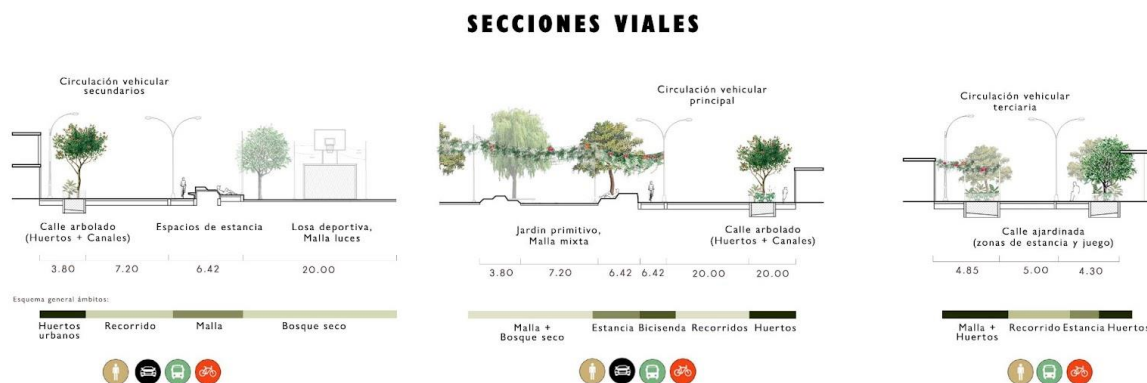 SECCIONES VIALES
Circulación vehicular
secundarios
Calle arbolado
(Huertos + Canales)
Espacios de estancia
Losa deportiva,
Malla luces
3.80
7.20
6.42
20.00
Esquema general ámbitos:
Huertos
urbanos
Recorrido
Malla
Bosque seco
Circulación vehicular
principal
Jardin primitivo,
Malla mixta
Calle arbolado
(Huertos + Canales)
3.80
7.20
6.42
6.42
20.00
20.00
Malla +
Bosque seco
Estancia
Bicisenda
Recorridos
Huertos
Circulación vehicular
terciaria
Calle ajardinada
(zonas de estancia y juego)
4.85
5.00
4.30
Malla +
Huertos
Recorrido
Estancia
Huertos